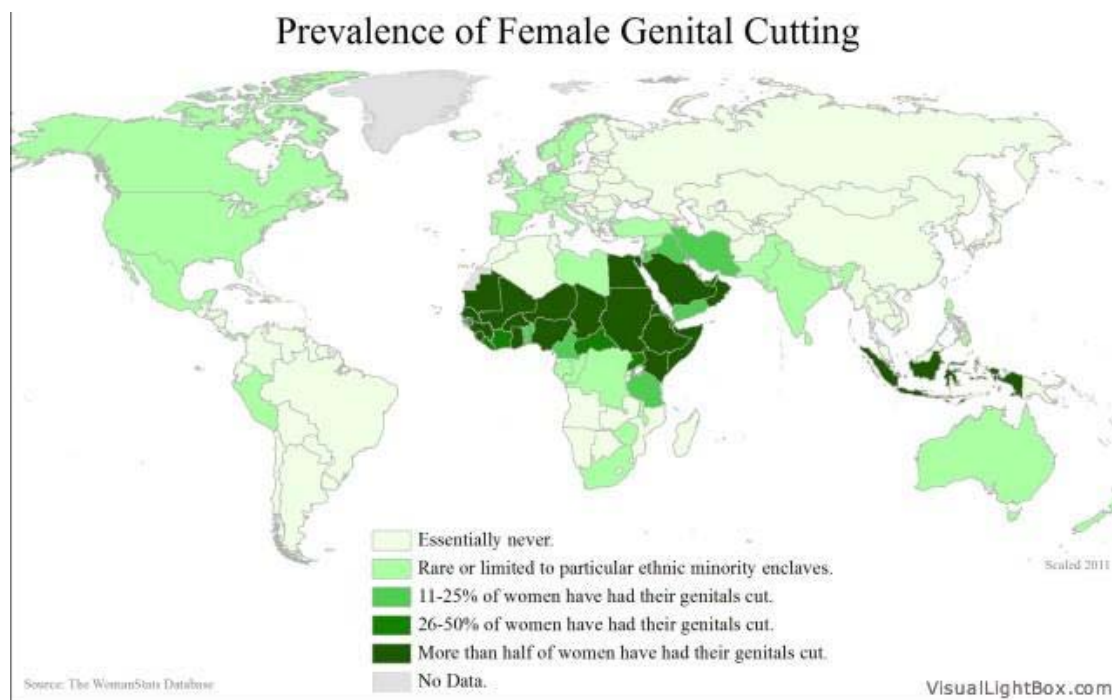 Prevalence of Female Genital Cutting
Essentially never.
Rare or limited to particular ethnic minority enclaves.
11-25% of women have had their genitals cut.
26-50% of women have had their genitals cut.
More than half of women have had their genitals cut.
No Data.
Scaled 2011
Source: The WomanStats Database
VisualLightBox.com